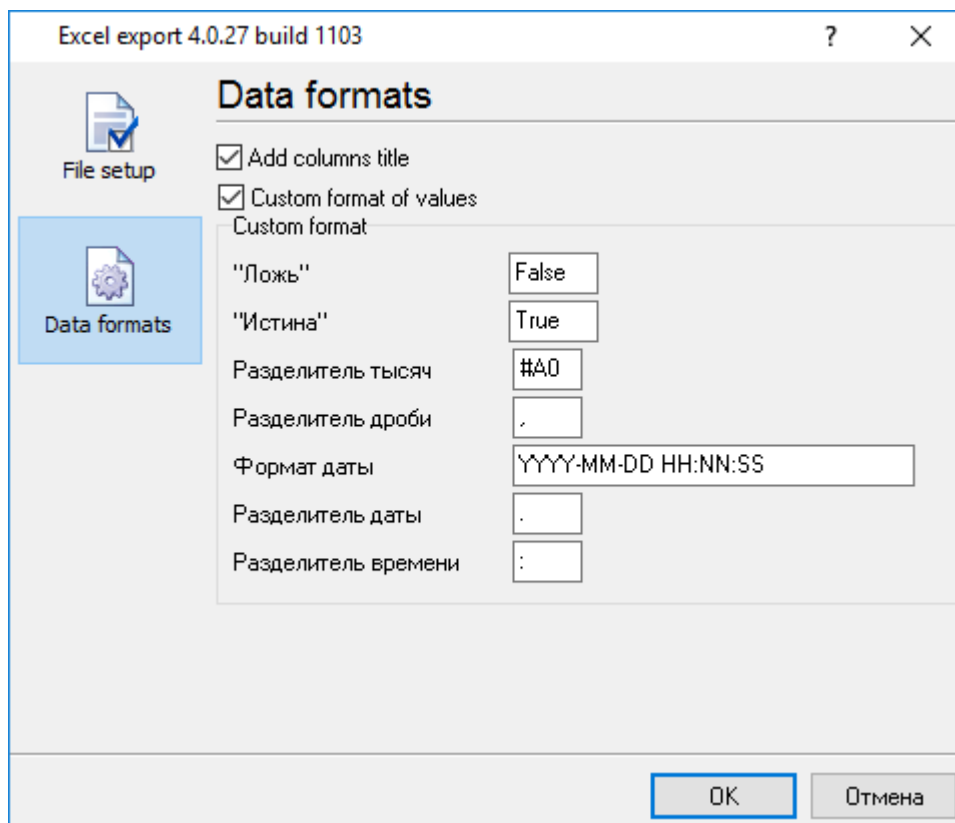 Excel export 4.0.27 build 1103
File setup
Data formats
Data formats
Add columns title
Custom format of values
Custom format
"Ложь" False
"Истина" True
Разделитель тысяч #A0
Разделитель дроби ,
Формат даты YYYY-MM-DD HH:NN:SS
Разделитель даты .
Разделитель времени :
OK Отмена